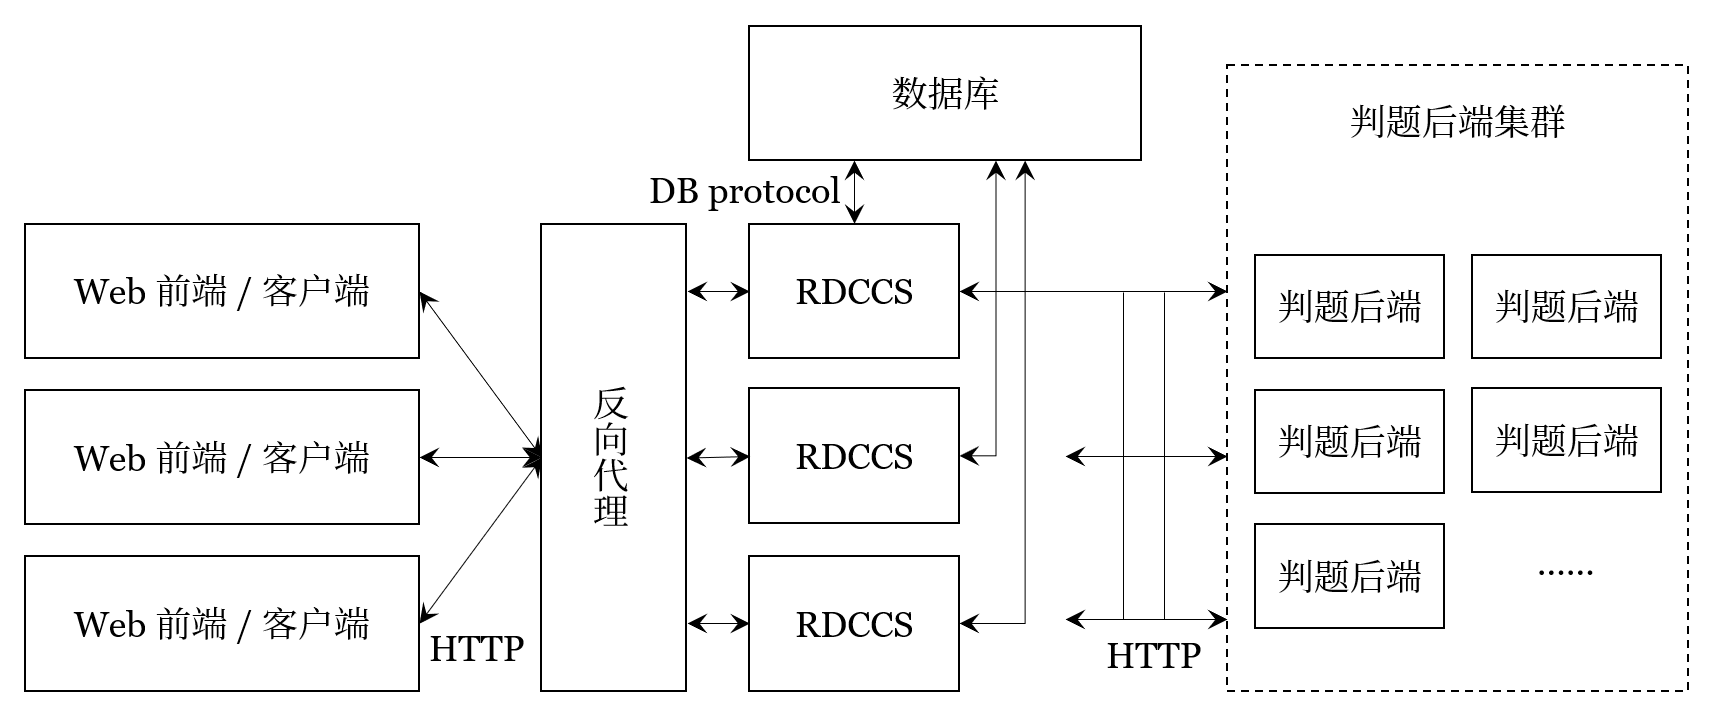 数据库
判题后端集群
DB protocol
Web 前端 / 客户端
RDCCS
判题后端
判题后端
反向代理
Web 前端 / 客户端
RDCCS
判题后端
判题后端
Web 前端 / 客户端
RDCCS
判题后端
......
HTTP
HTTP